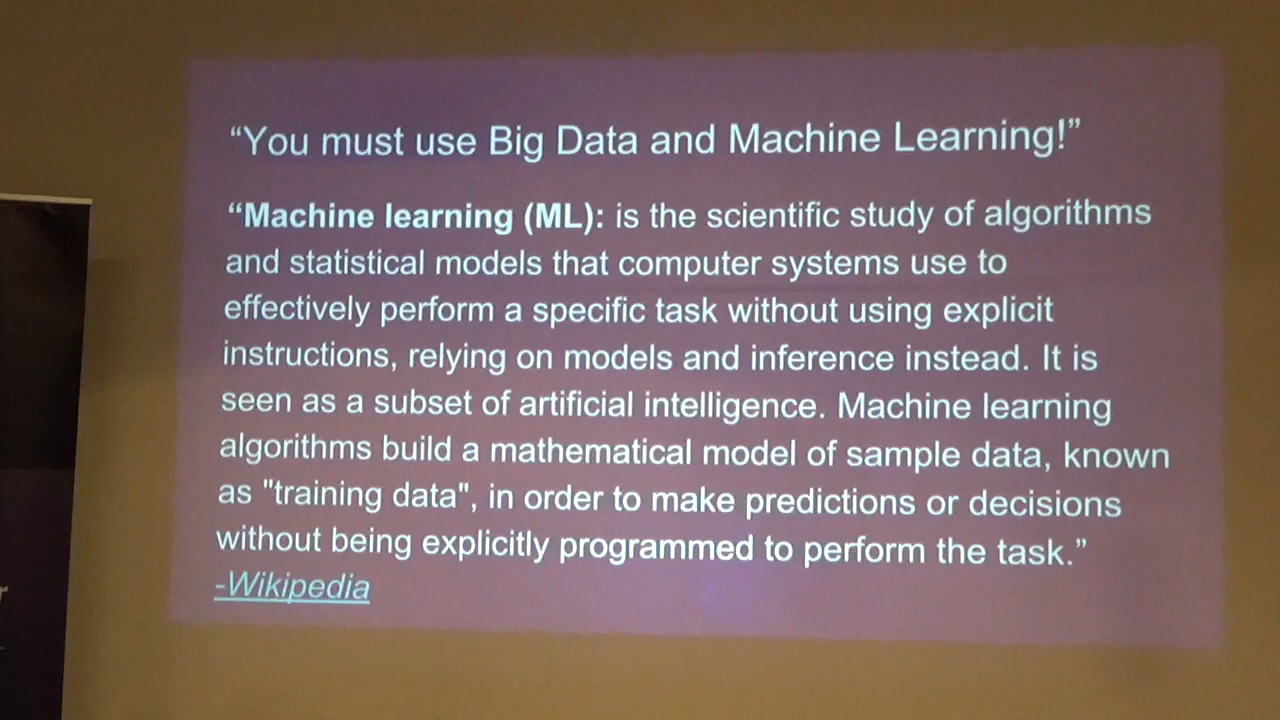 “You must use Big Data and Machine Learning!”
“Machine learning (ML): is the scientific study of algorithms
and statistical models that computer systems use to
effectively perform a specific task without using explicit
instructions, relying on models and inference instead. It is
seen as a subset of artificial intelligence. Machine learning
algorithms build a mathematical model of sample data, known
as "training data", in order to make predictions or decisions
without being explicitly programmed to perform the task.”
-Wikipedia
r